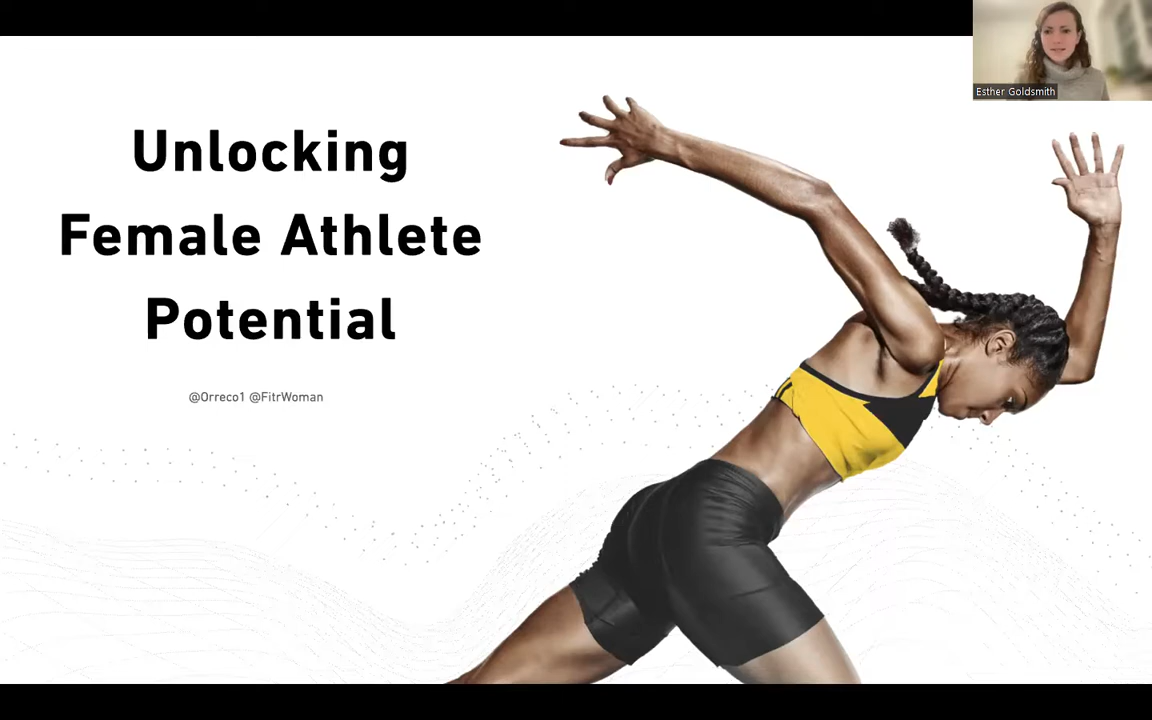 Esther Goldsmith
Unlocking
Female Athlete
Potential
@Orreco1 @FitrWoman